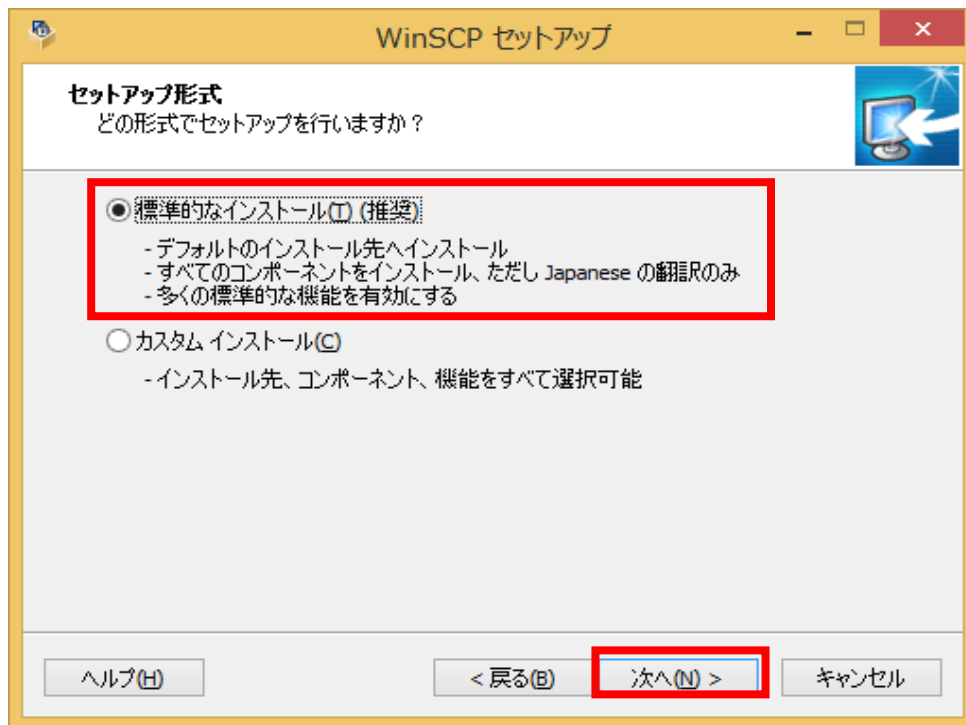 WinSCP セットアップ
セットアップ形式
どの形式でセットアップを行いますか？
標準的なインストール(T) (推奨)
- デフォルトのインストール先へインストール
- すべてのコンポーネントをインストール、ただし Japanese の翻訳のみ
- 多くの標準的な機能を有効にする
カスタム インストール(C)
- インストール先、コンポーネント、機能をすべて選択可能
ヘルプ(H)
< 戻る(B)
次へ(N) >
キャンセル